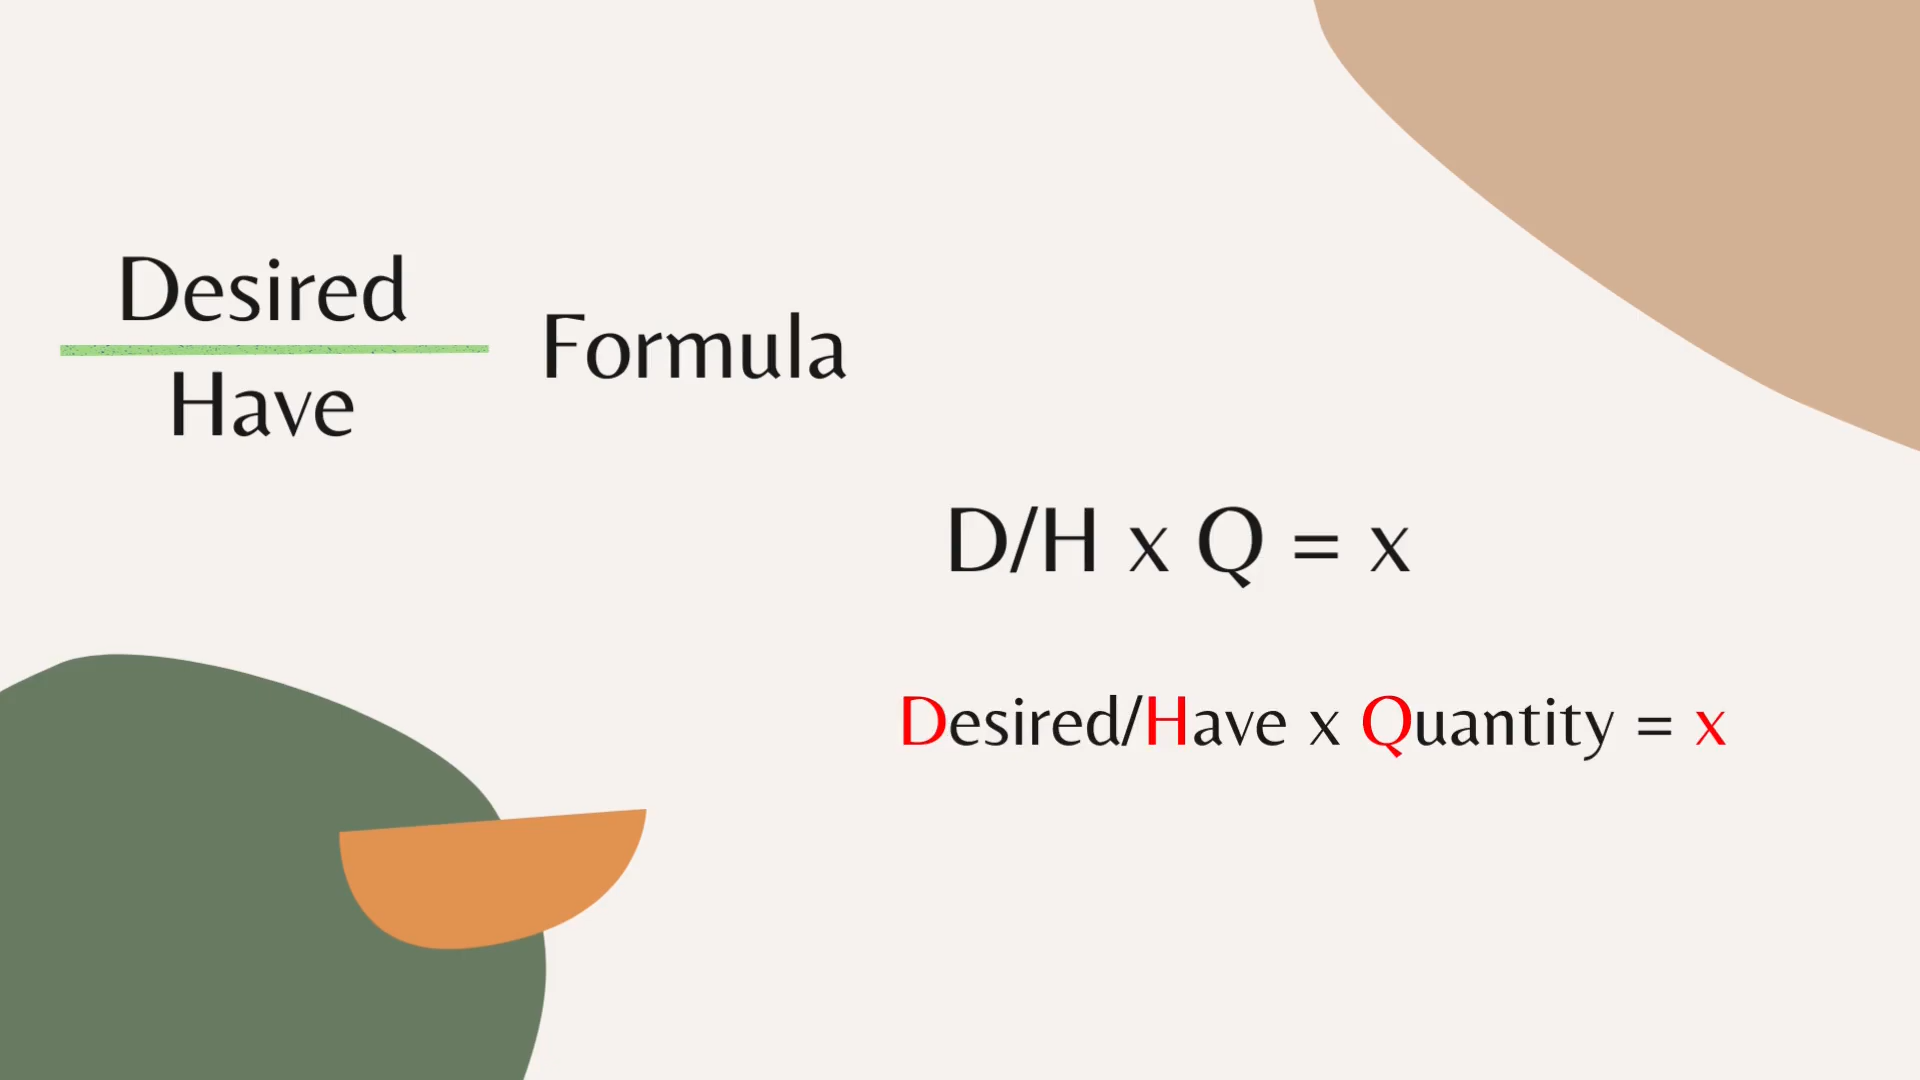 Desired
Have
Formula
D/H x Q = x
Desired/Have x Quantity = x